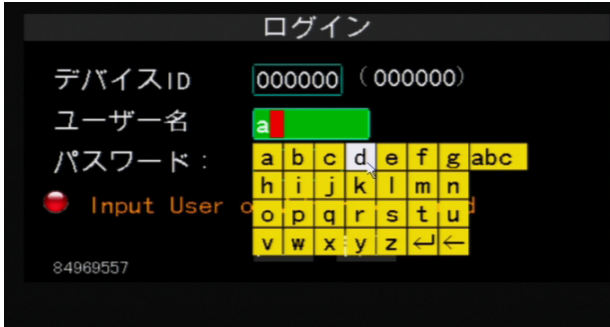 ログイン
デバイスID 000000 (000000)
ユーザー名 a
パスワード:
a b c d e f g abc
h i j k l m n
Input User
o p q r s t u
v w x y z ↵ ←
84969557